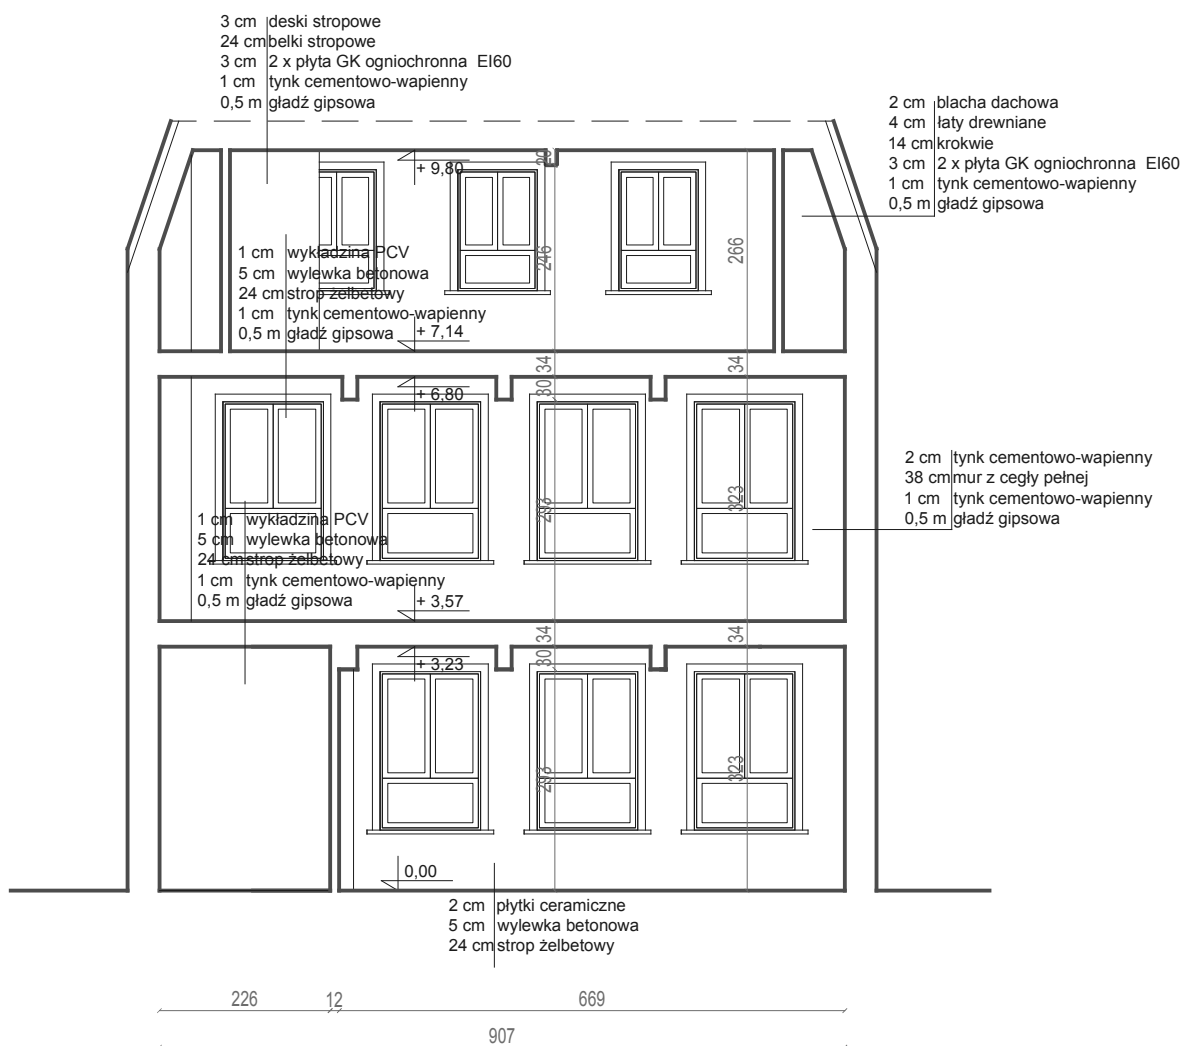 3 cm deski stropowe
24 cm belki stropowe
3 cm 2 x płyta GK ogniochronna EI60
1 cm tynk cementowo-wapienny
0,5 m gładź gipsowa
2 cm blacha dachowa
4 cm łaty drewniane
14 cm krokwie
3 cm 2 x płyta GK ogniochronna EI60
1 cm tynk cementowo-wapienny
0,5 m gładź gipsowa
+ 9,80
20
246
266
1 cm wykładzina PCV
5 cm wylewka betonowa
24 cm strop żelbetowy
1 cm tynk cementowo-wapienny
0,5 m gładź gipsowa
+ 7,14
34
34
30
+ 6,80
2 cm tynk cementowo-wapienny
38 cm mur z cegły pełnej
1 cm tynk cementowo-wapienny
0,5 m gładź gipsowa
293
323
1 cm wykładzina PCV
5 cm wylewka betonowa
24 cm strop żelbetowy
1 cm tynk cementowo-wapienny
0,5 m gładź gipsowa
+ 3,57
34
34
30
+ 3,23
293
323
0,00
2 cm płytki ceramiczne
5 cm wylewka betonowa
24 cm strop żelbetowy
226
12
669
907